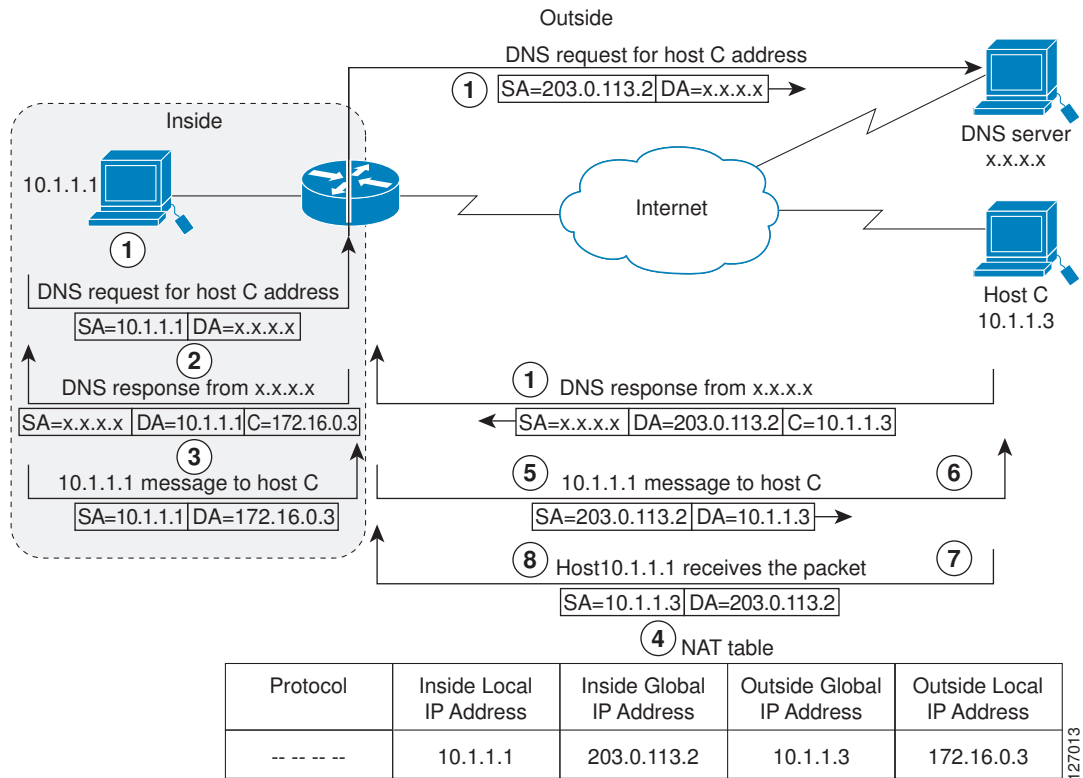 Outside
DNS request for host C address
1 SA=203.0.113.2 DA=x.x.x.x
Inside
10.1.1.1
DNS server
x.x.x.x
Internet
1
DNS request for host C address
Host C
10.1.1.3
SA=10.1.1.1 DA=x.x.x.x
2
DNS response from x.x.x.x
1 DNS response from x.x.x.x
SA=x.x.x.x DA=10.1.1.1 C=172.16.0.3
SA=x.x.x.x DA=203.0.113.2 C=10.1.1.3
3
10.1.1.1 message to host C
5 10.1.1.1 message to host C 6
SA=10.1.1.1 DA=172.16.0.3
SA=203.0.113.2 DA=10.1.1.3
8 Host10.1.1.1 receives the packet 7
SA=10.1.1.3 DA=203.0.113.2
4 NAT table
Protocol Inside Local IP Address Inside Global IP Address Outside Global IP Address Outside Local IP Address
-- -- -- -- 10.1.1.1 203.0.113.2 10.1.1.3 172.16.0.3
127013